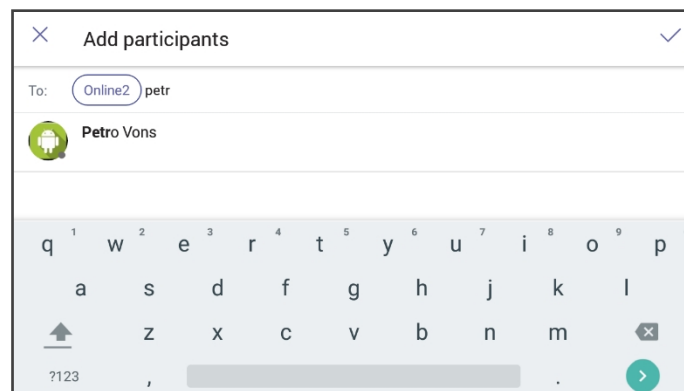 Add participants
To: Online2 petr
Petro Vons
q 1 w 2 e 3 r 4 t 5 y 6 u 7 i 8 o 9 p
a s d f g h j k l
z x c v b n m
?123 , .